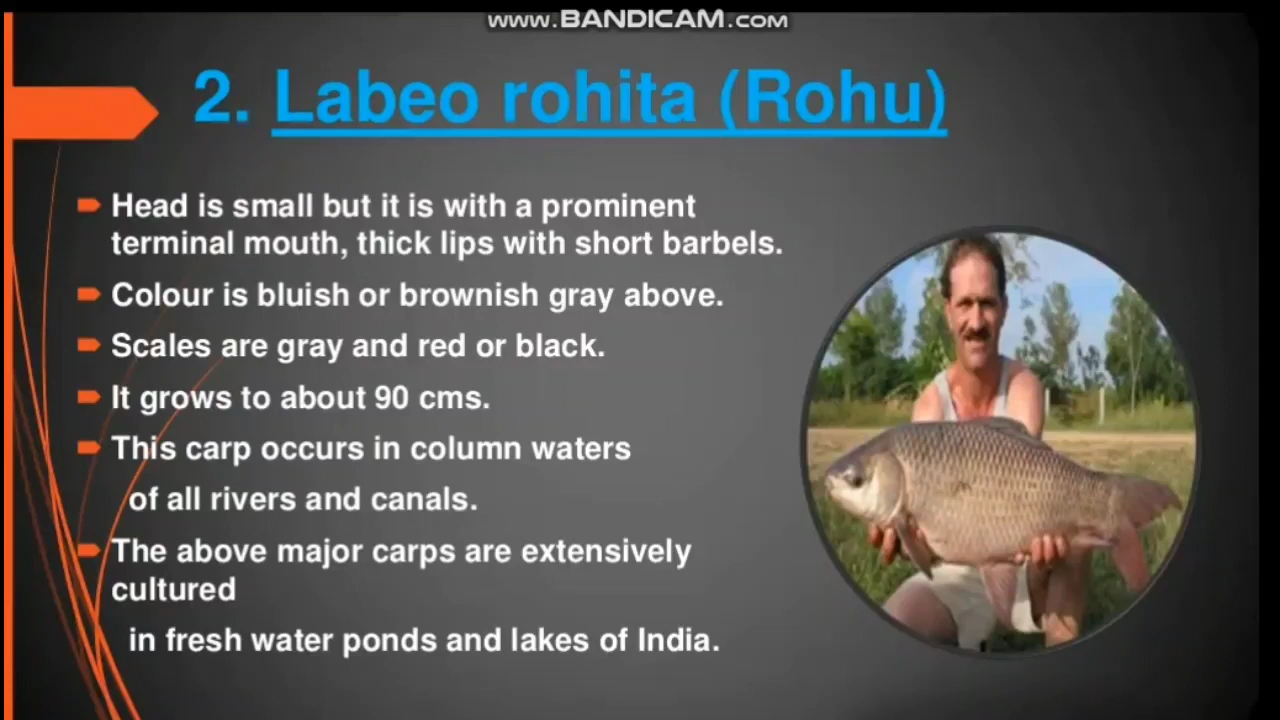 www.BANDICAM.com
2. Labeo rohita (Rohu)
Head is small but it is with a prominent
terminal mouth, thick lips with short barbels.
Colour is bluish or brownish gray above.
Scales are gray and red or black.
It grows to about 90 cms.
This carp occurs in column waters
of all rivers and canals.
The above major carps are extensively
cultured
in fresh water ponds and lakes of India.